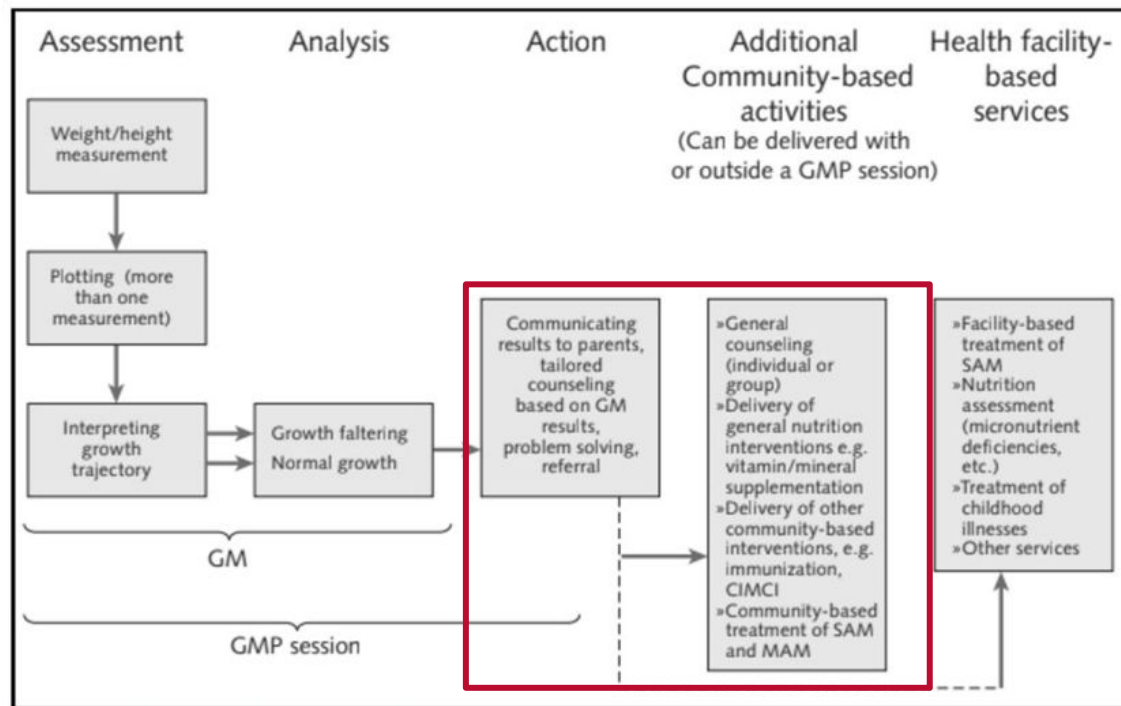 Assessment
Analysis
Action
Additional
Community-based
activities
(Can be delivered with
or outside a GMP session)
Health facility-
based
services
Weight/height
measurement
Plotting (more
than one
measurement)
Interpreting
growth
trajectory
Growth faltering
Normal growth
Communicating
results to parents,
tailored
counseling
based on GM
results,
problem solving,
referral
»General
counseling
(individual or
group)
»Delivery of
general nutrition
interventions e.g.
vitamin/mineral
supplementation
»Delivery of other
community-based
interventions, e.g.
immunization,
CIMCI
»Community-based
treatment of SAM
and MAM
»Facility-based
treatment of
SAM
»Nutrition
assessment
(micronutrient
deficiencies,
etc.)
»Treatment of
childhood
illnesses
»Other services
GM
GMP session